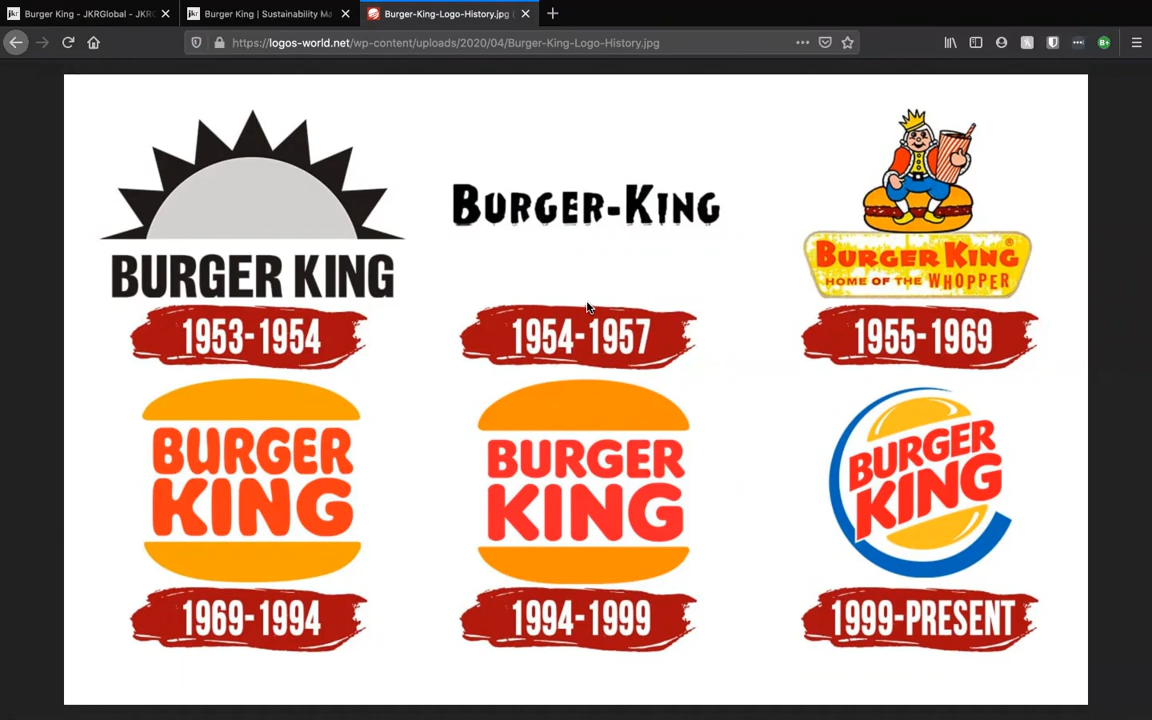 Burger King - JKRGlobal - JKRG
Burger King | Sustainability Ma
Burger-King-Logo-History.jpg (
https://logos-world.net/wp-content/uploads/2020/04/Burger-King-Logo-History.jpg
BURGER KING
1953-1954
BURGER-KING
1954-1957
BURGER KING®
HOME OF THE WHOPPER
1955-1969
BURGER
KING
1969-1994
BURGER
KING
1994-1999
BURGER
KING
1999-PRESENT